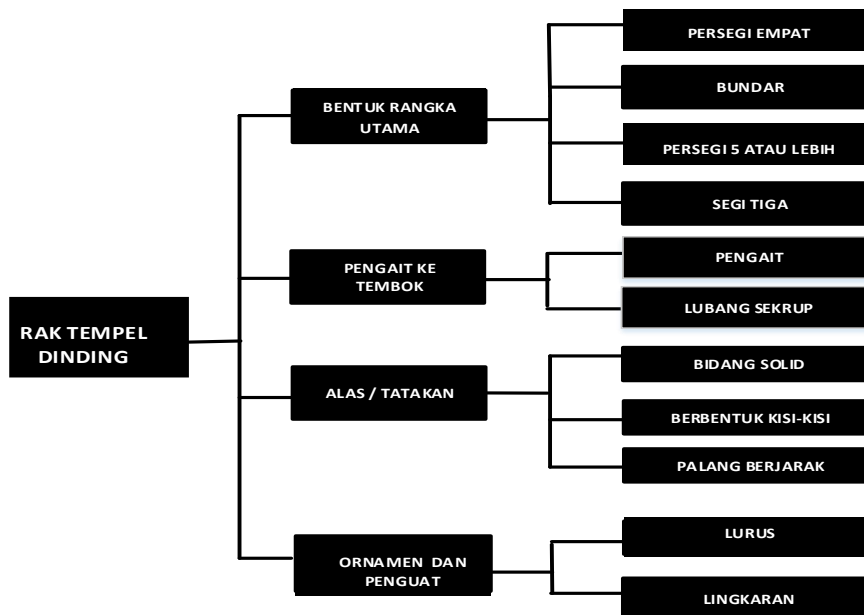 RAK TEMPEL
DINDING
BENTUK RANGKA
UTAMA
PERSEGI EMPAT
BUNDAR
PERSEGI 5 ATAU LEBIH
SEGI TIGA
PENGAIT KE
TEMBOK
PENGAIT
LUBANG SEKRUP
ALAS / TATAKAN
BIDANG SOLID
BERBENTUK KISI-KISI
PALANG BERJARAK
ORNAMEN DAN
PENGUAT
LURUS
LINGKARAN